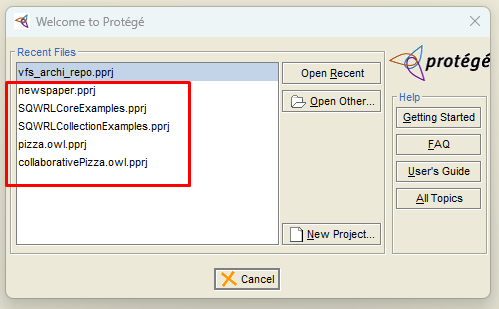 Welcome to Protégé
Recent Files
vfs_archi_repo.pprj
newspaper.pprj
SQWRLCoreExamples.pprj
SQWRLCollectionExamples.pprj
pizza.owl.pprj
collaborativePizza.owl.pprj
Open Recent
Open Other...
New Project...
protégé
Help
Getting Started
FAQ
User's Guide
All Topics
Cancel